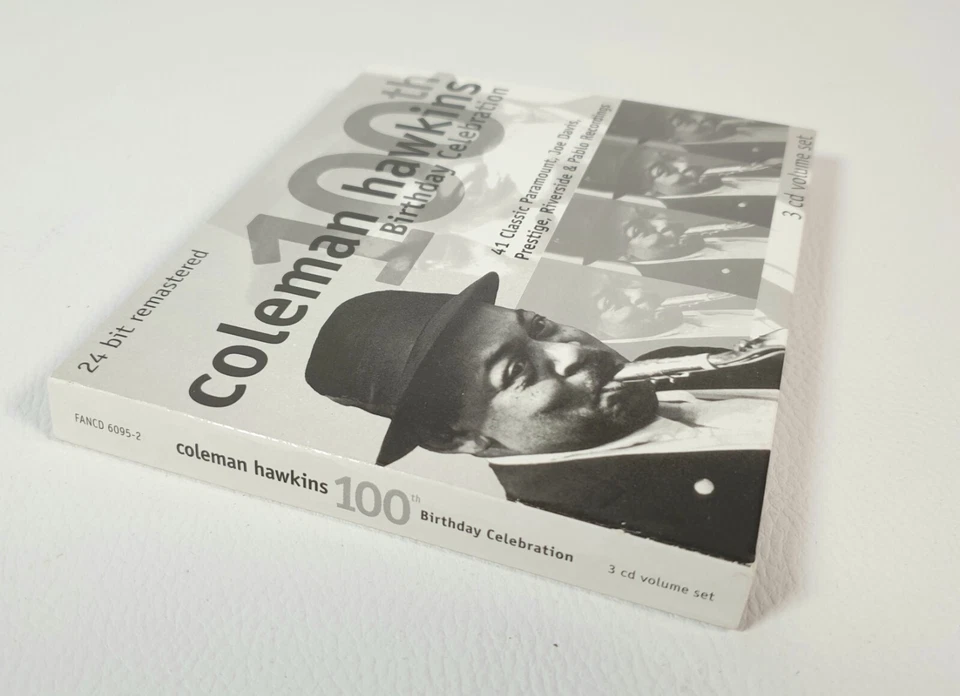 24 bit remastered
100th
coleman hawkins
Birthday Celebration
41 Classic Paramount, Joe Davis,
Prestige, Riverside & Pablo Recordings
3 cd volume set
FANCD 6095-2
coleman hawkins 100th Birthday Celebration
3 cd volume set